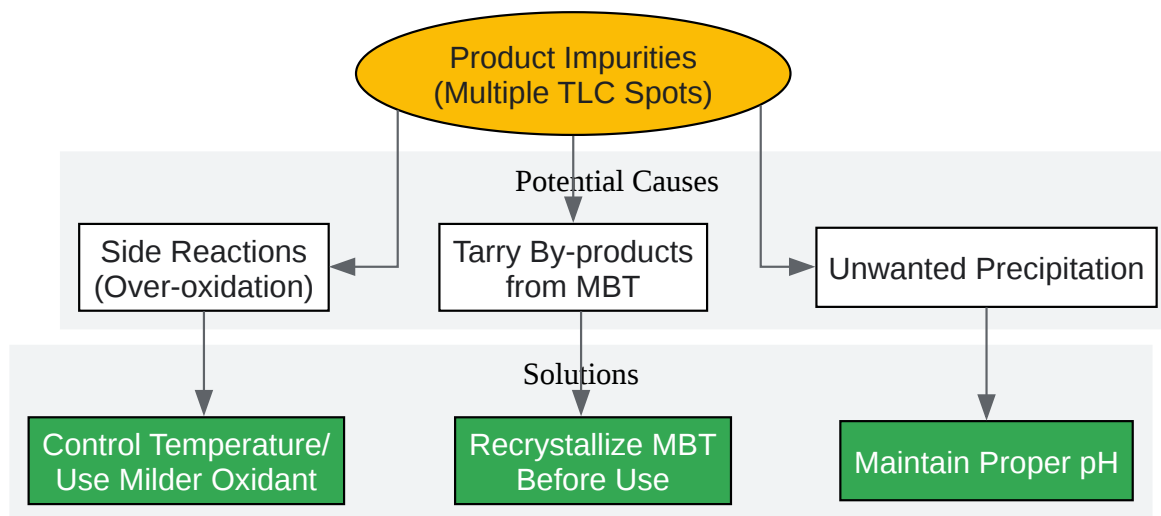 Product Impurities
(Multiple TLC Spots)
Potential Causes
Side Reactions
(Over-oxidation)
Tarry By-products
from MBT
Unwanted Precipitation
Solutions
Control Temperature/
Use Milder Oxidant
Recrystallize MBT
Before Use
Maintain Proper pH